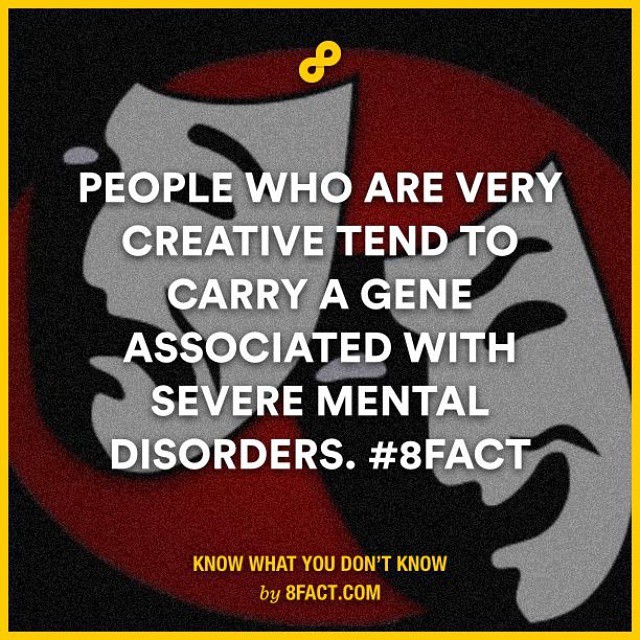 PEOPLE WHO ARE VERY
CREATIVE TEND TO
CARRY A GENE
ASSOCIATED WITH
SEVERE MENTAL
DISORDERS. #8FACT
KNOW WHAT YOU DON'T KNOW
by 8FACT.COM